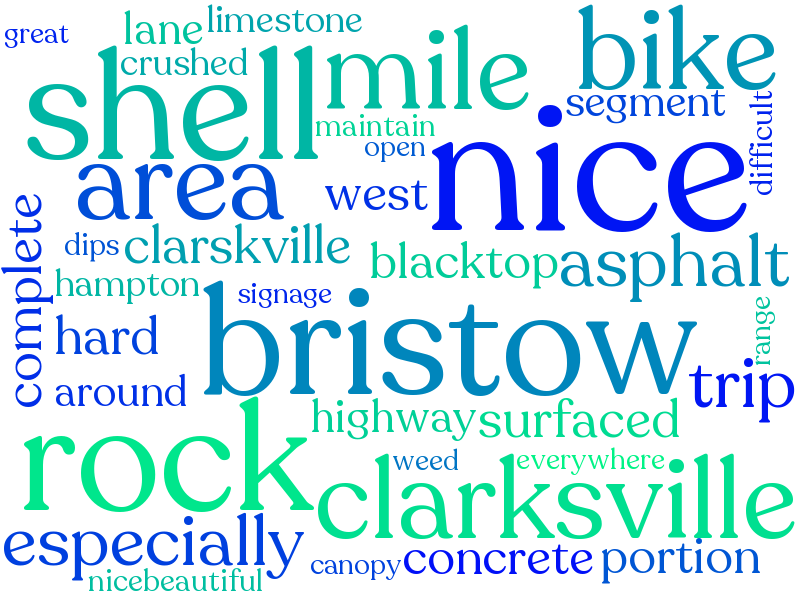 great
lane
limestone
crushed
shell
mile
bike
segment
maintain
open
nice
difficult
area
west
complete
dips
clarskville
blacktop
asphalt
hampton
signage
bristow
range
hard
around
trip
rock
highway
surfaced
weed
everywhere
clarksville
especially
canopy
concrete
portion
nicebeautiful